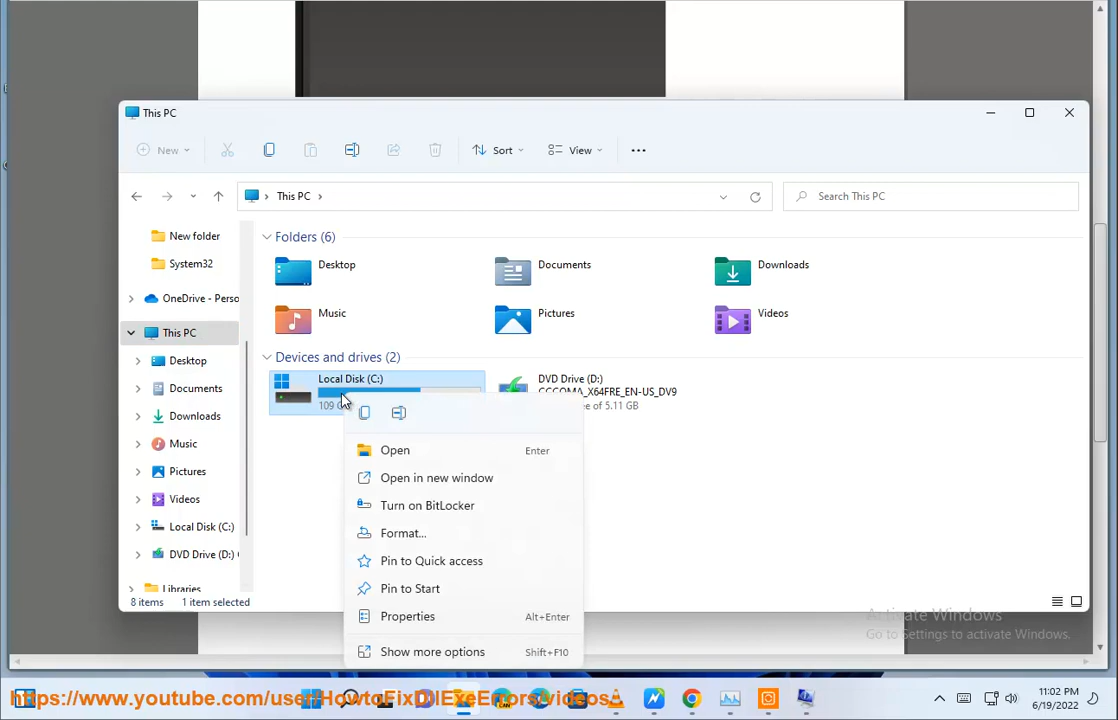 This PC
New
Sort
View
This PC
Search This PC
New folder
System32
OneDrive - Perso
This PC
Desktop
Documents
Downloads
Music
Pictures
Videos
Local Disk (C:)
DVD Drive (D:)
Libraries
Folders (6)
Desktop
Documents
Downloads
Music
Pictures
Videos
Devices and drives (2)
Local Disk (C:)
109
DVD Drive (D:)
CCCOMA_X64FRE_EN-US_DV9
ee of 5.11 GB
Open Enter
Open in new window
Turn on BitLocker
Format...
Pin to Quick access
Pin to Start
Properties Alt+Enter
Show more options Shift+F10
8 items 1 item selected
Activate Windows
Go to Settings to activate Windows.
https://www.youtube.com/user/HowtoFixDllExeErrors/videos
11:02 PM
6/19/2022